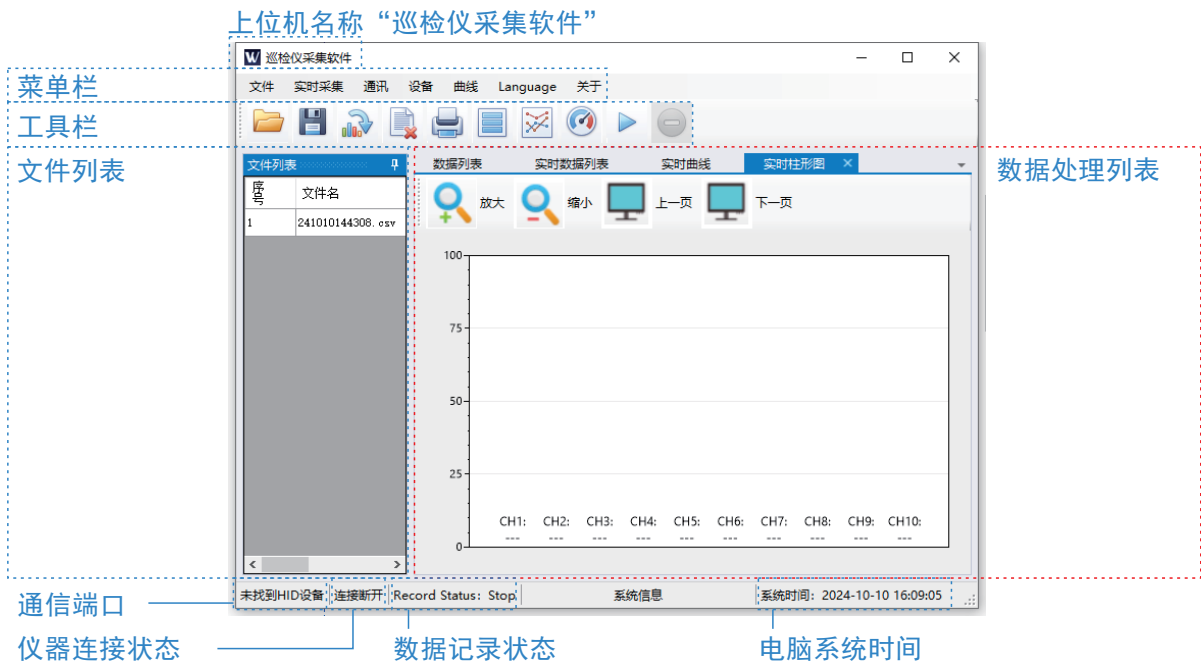 上位机名称“巡检仪采集软件”
W 巡检仪采集软件
菜单栏
文件 实时采集 通讯 设备 曲线 Language 关于
工具栏
文件列表
文件列表
数据列表 实时数据列表 实时曲线 实时柱形图
数据处理列表
序号 文件名
1 241010144308.csv
放大 缩小 上一页 下一页
100
75
50
25
0
CH1: CH2: CH3: CH4: CH5: CH6: CH7: CH8: CH9: CH10:
--- --- --- --- --- --- --- --- --- ---
未找到HID设备 连接断开 Record Status: Stop 系统信息 系统时间: 2024-10-10 16:09:05
通信端口
仪器连接状态 数据记录状态 电脑系统时间